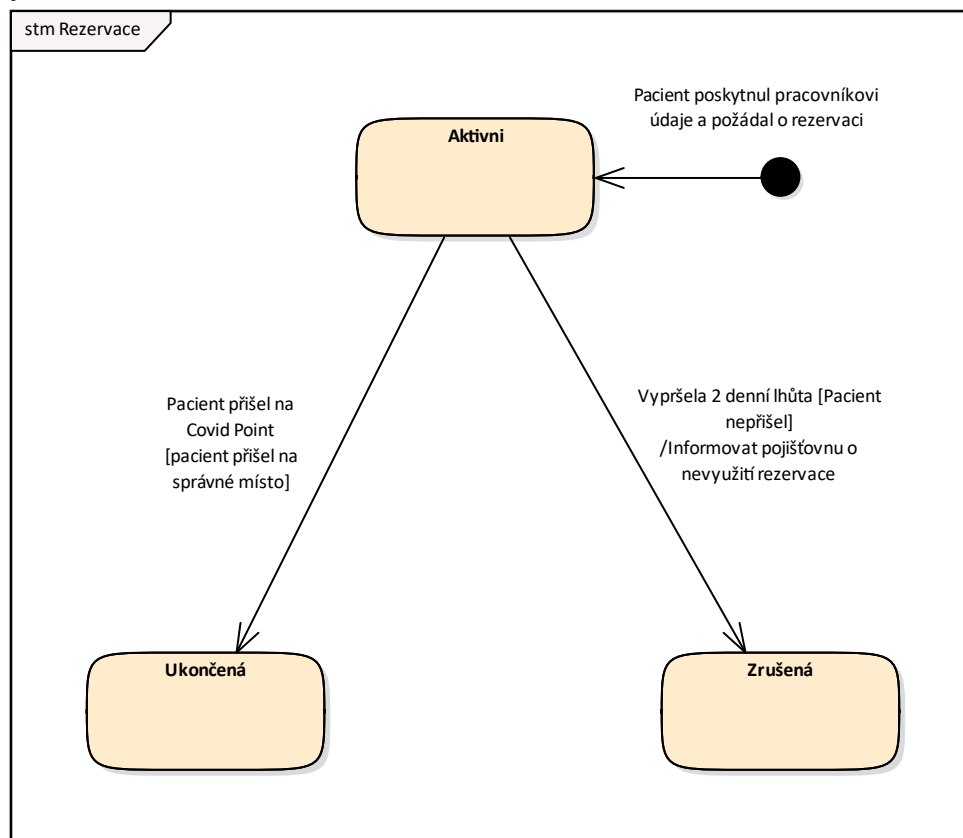 stm Rezervace
Pacient poskytnul pracovníkovi
údaje a požádal o rezervaci
Aktivni
Pacient přišel na
Covid Point
[pacient přišel na
správné místo]
Vypršela 2 denní lhůta [Pacient
nepřišel]
/Informovat pojišťovnu o
nevyužití rezervace
Ukončená
Zrušená